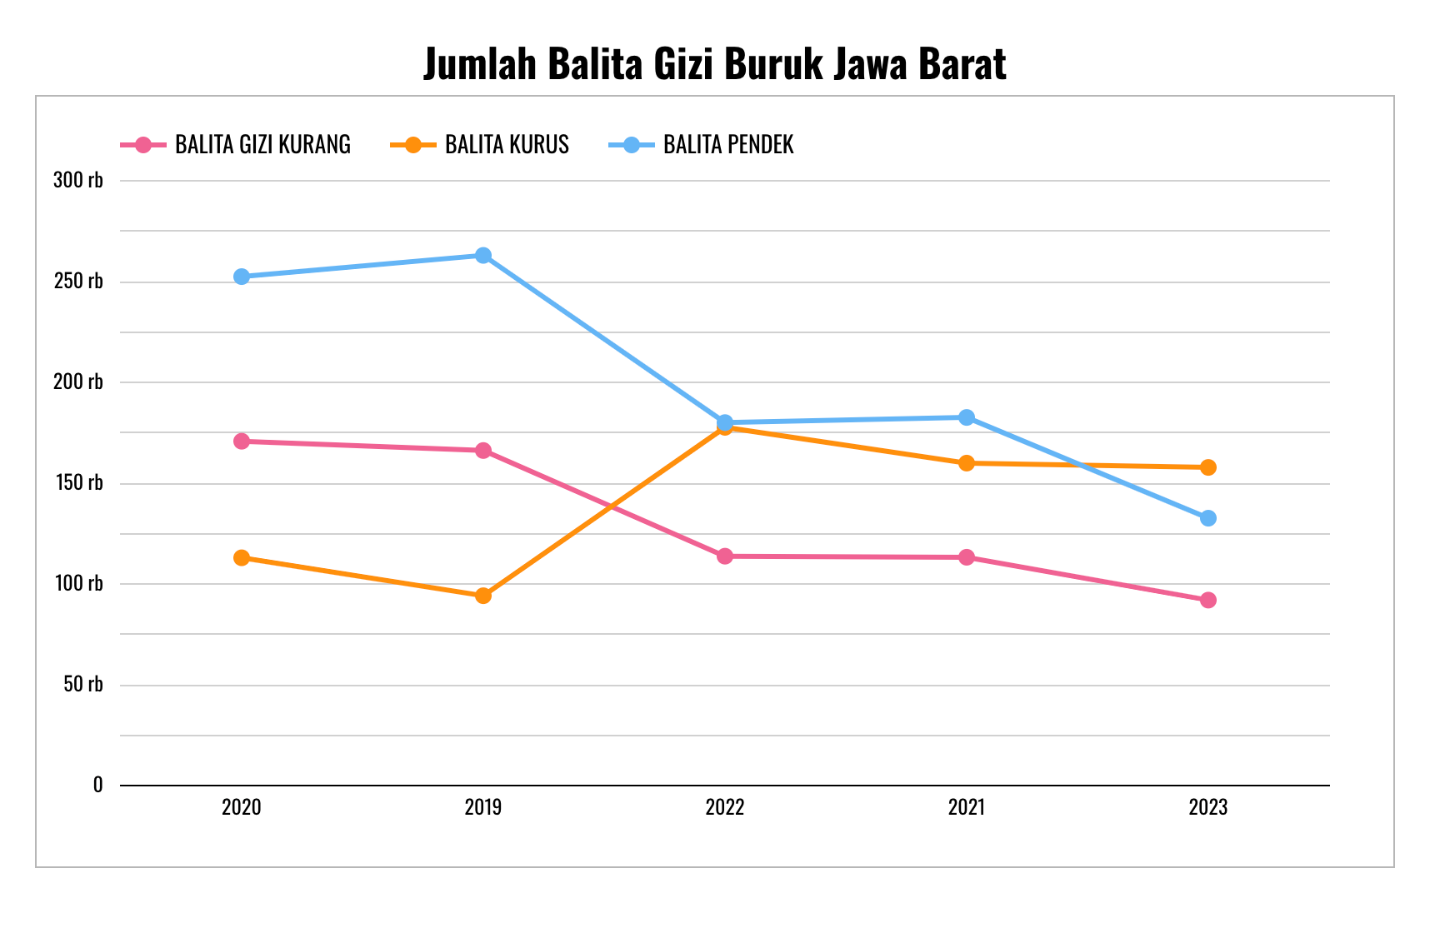 Jumlah Balita Gizi Buruk Jawa Barat
BALITA GIZI KURANG BALITA KURUS BALITA PENDEK
300 rb
250 rb
200 rb
150 rb
100 rb
50 rb
0
2020 2019 2022 2021 2023